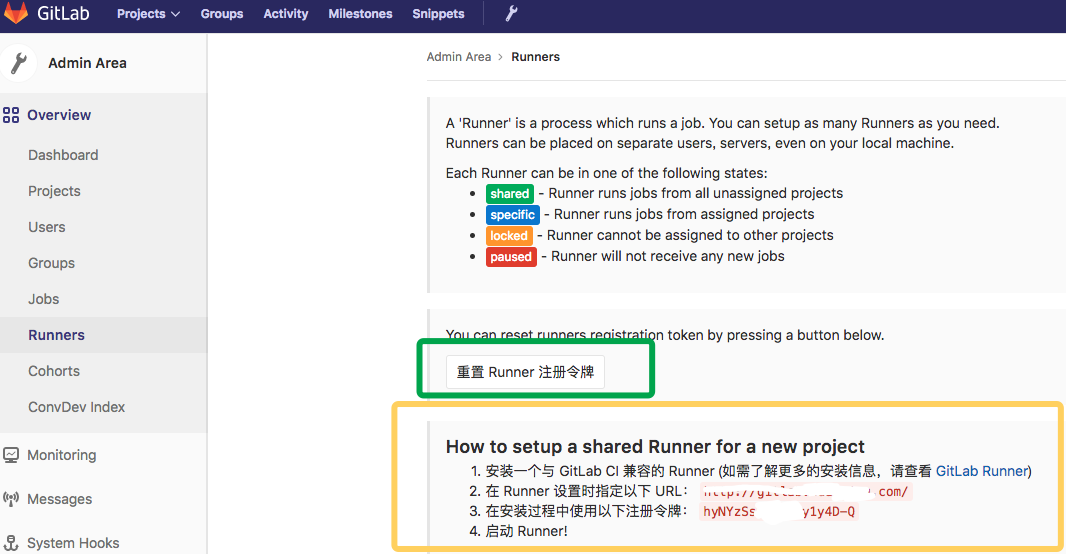 GitLab Projects Groups Activity Milestones Snippets
Admin Area
Overview
Dashboard
Projects
Users
Groups
Jobs
Runners
Cohorts
ConvDev Index
Monitoring
Messages
System Hooks
Admin Area > Runners
A 'Runner' is a process which runs a job. You can setup as many Runners as you need.
Runners can be placed on separate users, servers, even on your local machine.
Each Runner can be in one of the following states:
• shared - Runner runs jobs from all unassigned projects
• specific - Runner runs jobs from assigned projects
• locked - Runner cannot be assigned to other projects
• paused - Runner will not receive any new jobs
You can reset runners registration token by pressing a button below.
重置 Runner 注册令牌
How to setup a shared Runner for a new project
1. 安装一个与 GitLab CI 兼容的 Runner (如需了解更多的安装信息，请查看 GitLab Runner)
2. 在 Runner 设置时指定以下 URL： .com/
3. 在安装过程中使用以下注册令牌： hyNYzSs y1y4D-Q
4. 启动 Runner!